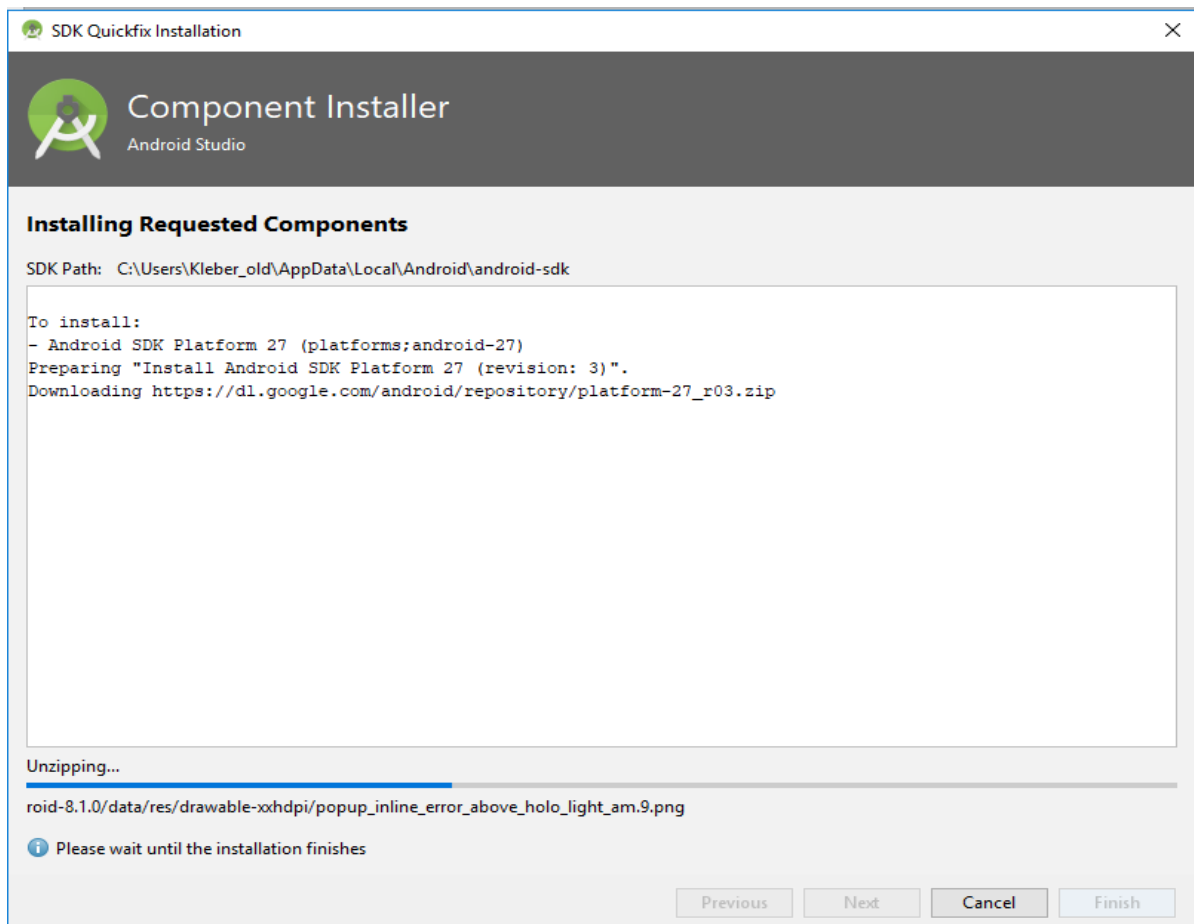 SDK Quickfix Installation
Component Installer
Android Studio
Installing Requested Components
SDK Path: C:\Users\Kleber_old\AppData\Local\Android\android-sdk
To install:
- Android SDK Platform 27 (platforms;android-27)
Preparing "Install Android SDK Platform 27 (revision: 3)".
Downloading https://dl.google.com/android/repository/platform-27_r03.zip
Unzipping...
roid-8.1.0/data/res/drawable-xxhdpi/popup_inline_error_above_holo_light_am.9.png
Please wait until the installation finishes
Previous Next Cancel Finish